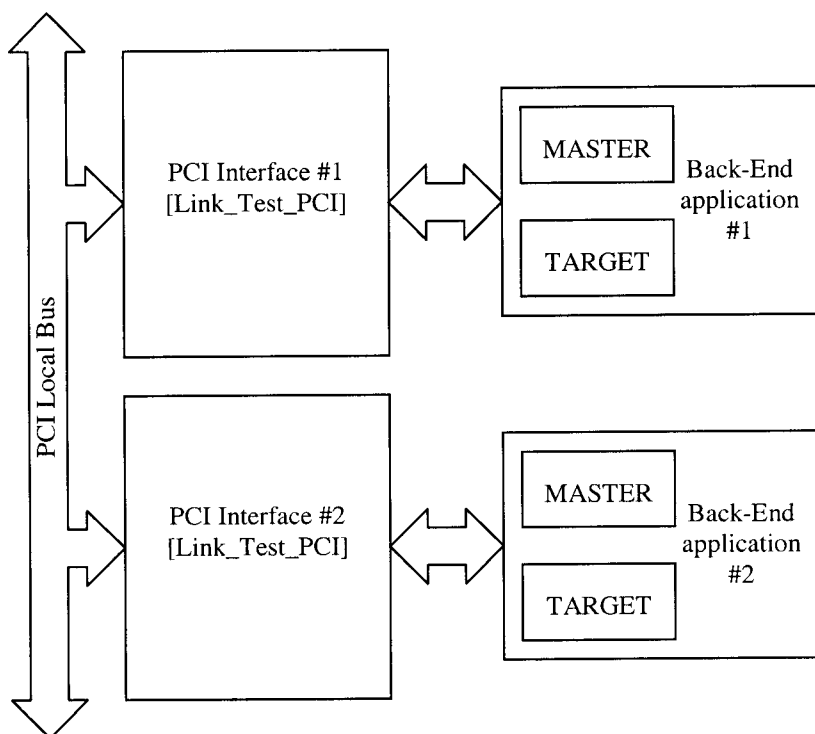 PCI Local Bus
PCI Interface #1
[Link_Test_PCI]
MASTER
TARGET
Back-End
application
#1
PCI Interface #2
[Link_Test_PCI]
MASTER
TARGET
Back-End
application
#2